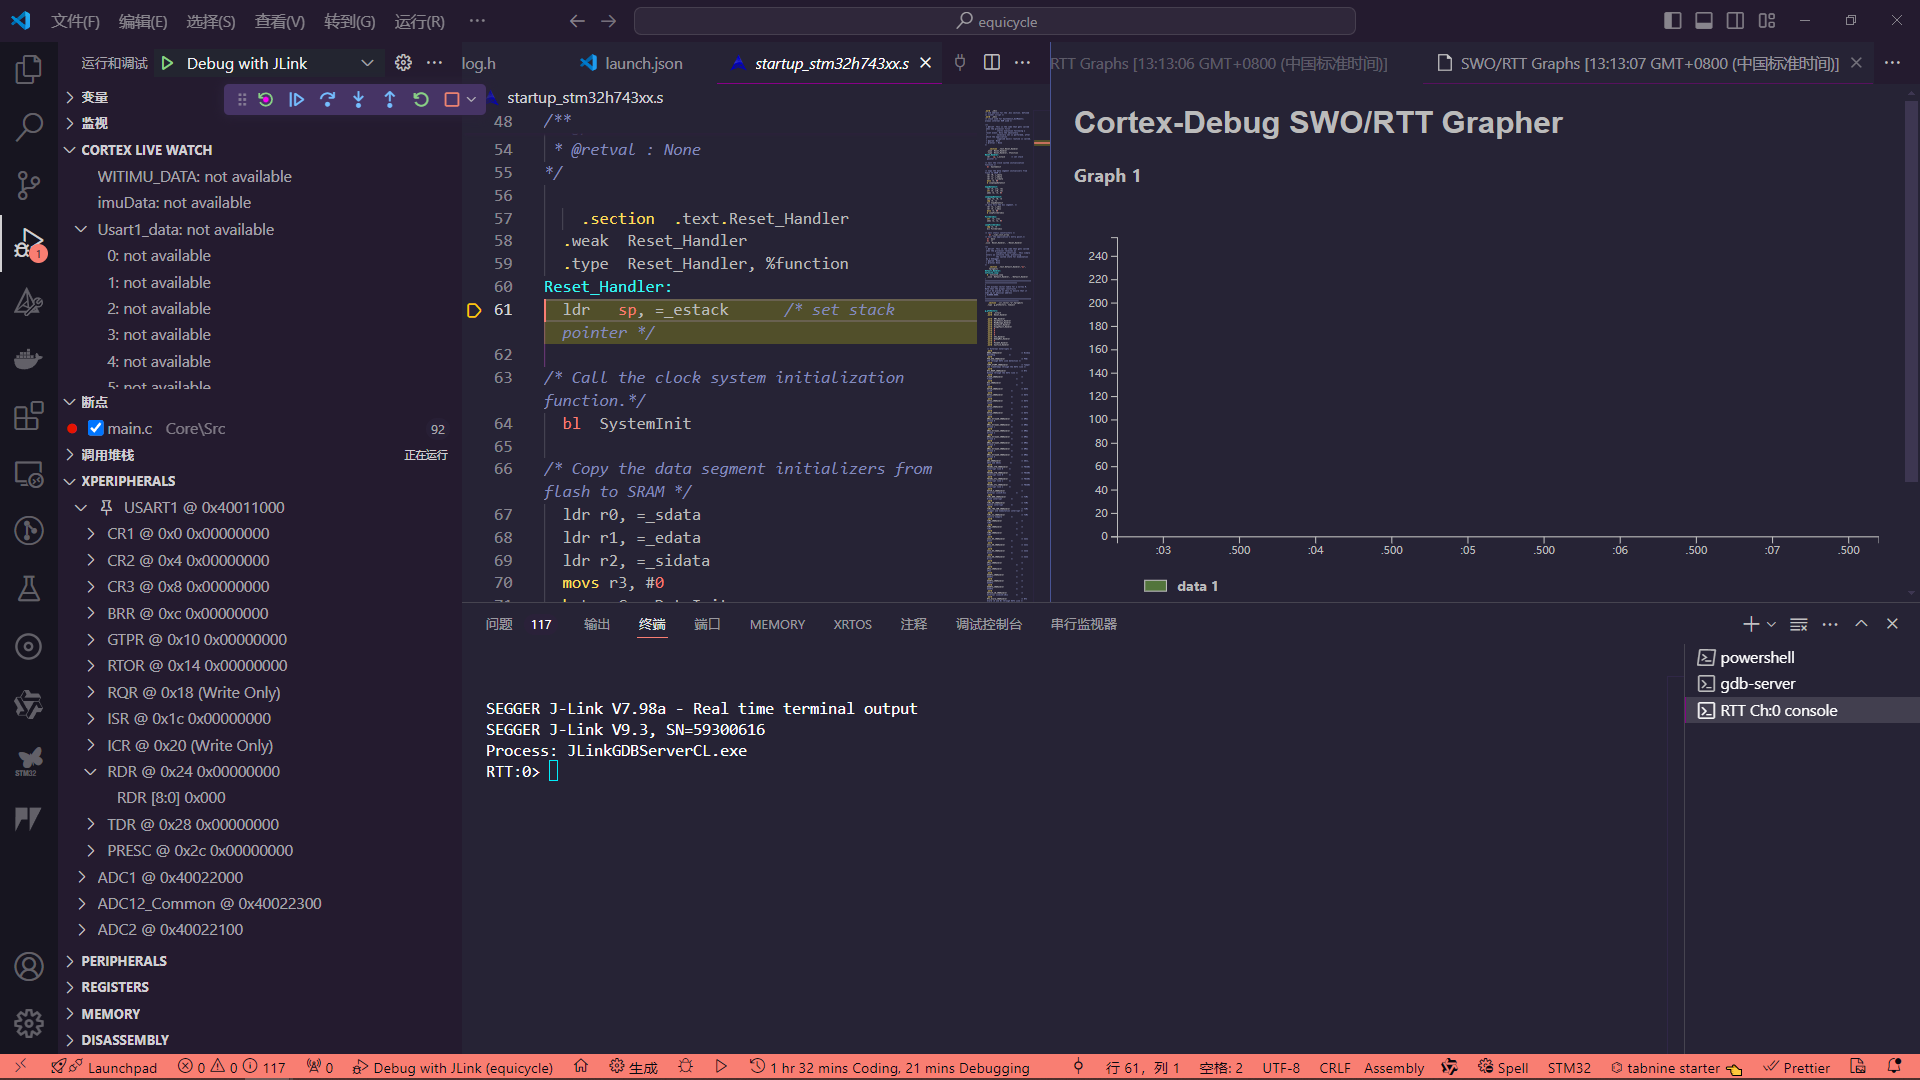 文件(F) 编辑(E) 选择(S) 查看(V) 转到(G) 运行(R) ··· equicycle
运行和调试 Debug with JLink ···
变量
监视
CORTEX LIVE WATCH
WITIMU_DATA: not available
imuData: not available
Usart1_data: not available
0: not available
1: not available
2: not available
3: not available
4: not available
5: not available
断点
main.c Core\Src 92
调用堆栈 正在运行
XPERIPHERALS
USART1 @ 0x40011000
CR1 @ 0x0 0x00000000
CR2 @ 0x4 0x00000000
CR3 @ 0x8 0x00000000
BRR @ 0xc 0x00000000
GTPR @ 0x10 0x00000000
RTOR @ 0x14 0x00000000
RQR @ 0x18 (Write Only)
ISR @ 0x1c 0x00000000
ICR @ 0x20 (Write Only)
RDR @ 0x24 0x00000000
RDR [8:0] 0x000
TDR @ 0x28 0x00000000
PRESC @ 0x2c 0x00000000
ADC1 @ 0x40022000
ADC12_Common @ 0x40022300
ADC2 @ 0x40022100
PERIPHERALS
REGISTERS
MEMORY
DISASSEMBLY
1
STM32
log.h launch.json startup_stm32h743xx.s ···
startup_stm32h743xx.s
48 /**
54 * @retval : None
55 */
56
57 .section .text.Reset_Handler
58 .weak Reset_Handler
59 .type Reset_Handler, %function
60 Reset_Handler:
61 ldr sp, =_estack /* set stack
pointer */
62
63 /* Call the clock system initialization
function.*/
64 bl SystemInit
65
66 /* Copy the data segment initializers from
flash to SRAM */
67 ldr r0, =_sdata
68 ldr r1, =_edata
69 ldr r2, =_sidata
70 movs r3, #0
RTT Graphs [13:13:06 GMT+0800 (中国标准时间)] SWO/RTT Graphs [13:13:07 GMT+0800 (中国标准时间)] ···
Cortex-Debug SWO/RTT Grapher
Graph 1
240
220
200
180
160
140
120
100
80
60
40
20
0
:03 .500 :04 .500 :05 .500 :06 .500 :07 .500
data 1
问题 117 输出 终端 端口 MEMORY XRTOS 注释 调试控制台 串行监视器
SEGGER J-Link V7.98a - Real time terminal output
SEGGER J-Link V9.3, SN=59300616
Process: JLinkGDBServerCL.exe
RTT:0>
powershell
gdb-server
RTT Ch:0 console
Launchpad 0 0 117 0 Debug with JLink (equicycle) 生成 1 hr 32 mins Coding, 21 mins Debugging 行 61，列 1 空格: 2 UTF-8 CRLF Assembly Spell STM32 tabnine starter Prettier